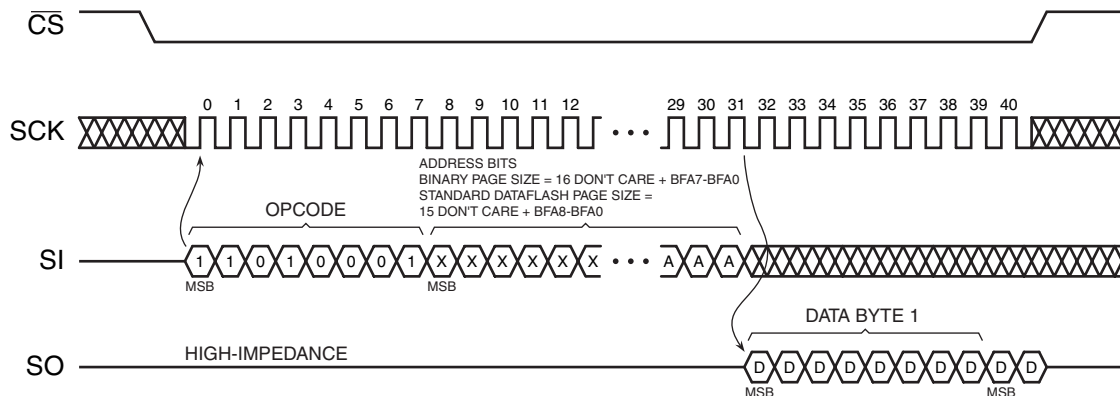 CS
SCK
0 1 2 3 4 5 6 7 8 9 10 11 12 • • • 29 30 31 32 33 34 35 36 37 38 39 40
ADDRESS BITS
BINARY PAGE SIZE = 16 DON'T CARE + BFA7-BFA0
STANDARD DATAFLASH PAGE SIZE =
15 DON'T CARE + BFA8-BFA0
OPCODE
SI
1 1 0 1 0 0 0 1 X X X X X X • • • A A A
MSB MSB
DATA BYTE 1
SO
HIGH-IMPEDANCE
D D D D D D D D D D
MSB MSB